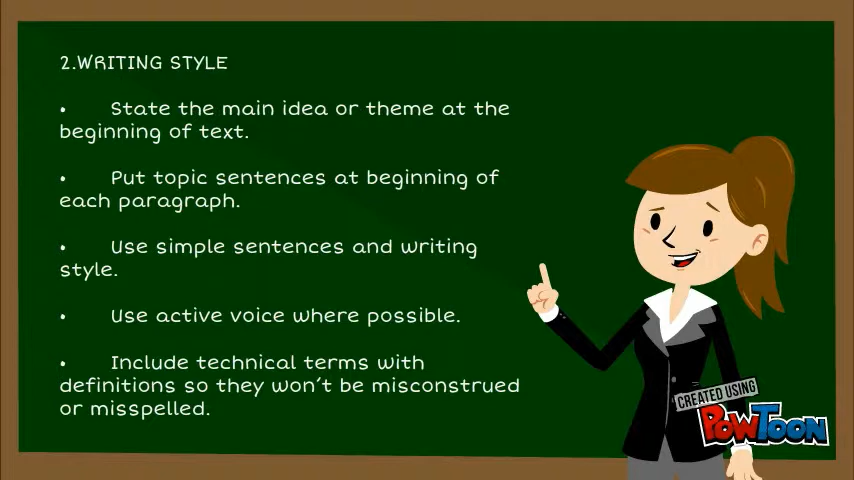 2.WRITING STYLE
• State the main idea or theme at the
beginning of text.
• Put topic sentences at beginning of
each paragraph.
• Use simple sentences and writing
style.
• Use active voice where possible.
• Include technical terms with
definitions so they won't be misconstrued
or misspelled.
CREATED USING
POWTOON